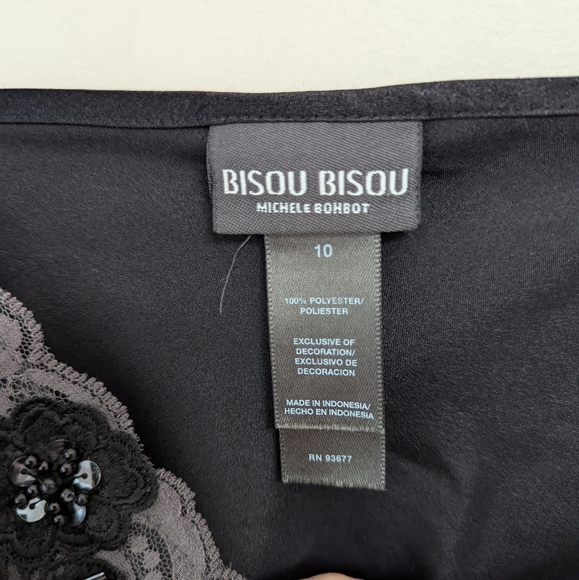 BISOU BISOU
MICHELE BOHBOT
10
100% POLYESTER/
POLIESTER
EXCLUSIVE OF
DECORATION/
EXCLUSIVO DE
DECORACION
MADE IN INDONESIA/
HECHO EN INDONESIA
RN 93677